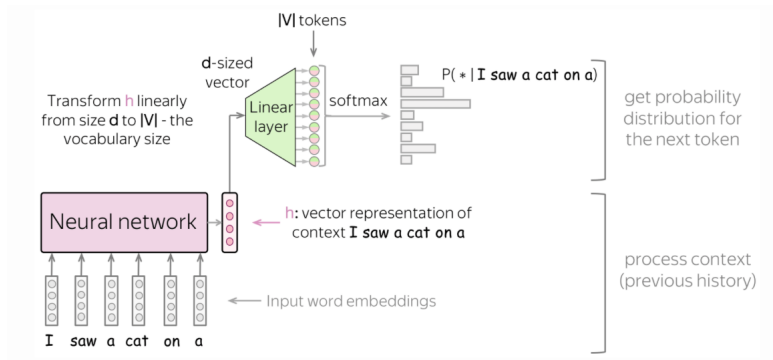 |V| tokens
d-sized
vector
P( * | I saw a cat on a)
Transform h linearly
from size d to |V| - the
vocabulary size
Linear
layer
softmax
get probability
distribution for
the next token
Neural network
h: vector representation of
context I saw a cat on a
process context
(previous history)
Input word embeddings
I saw a cat on a